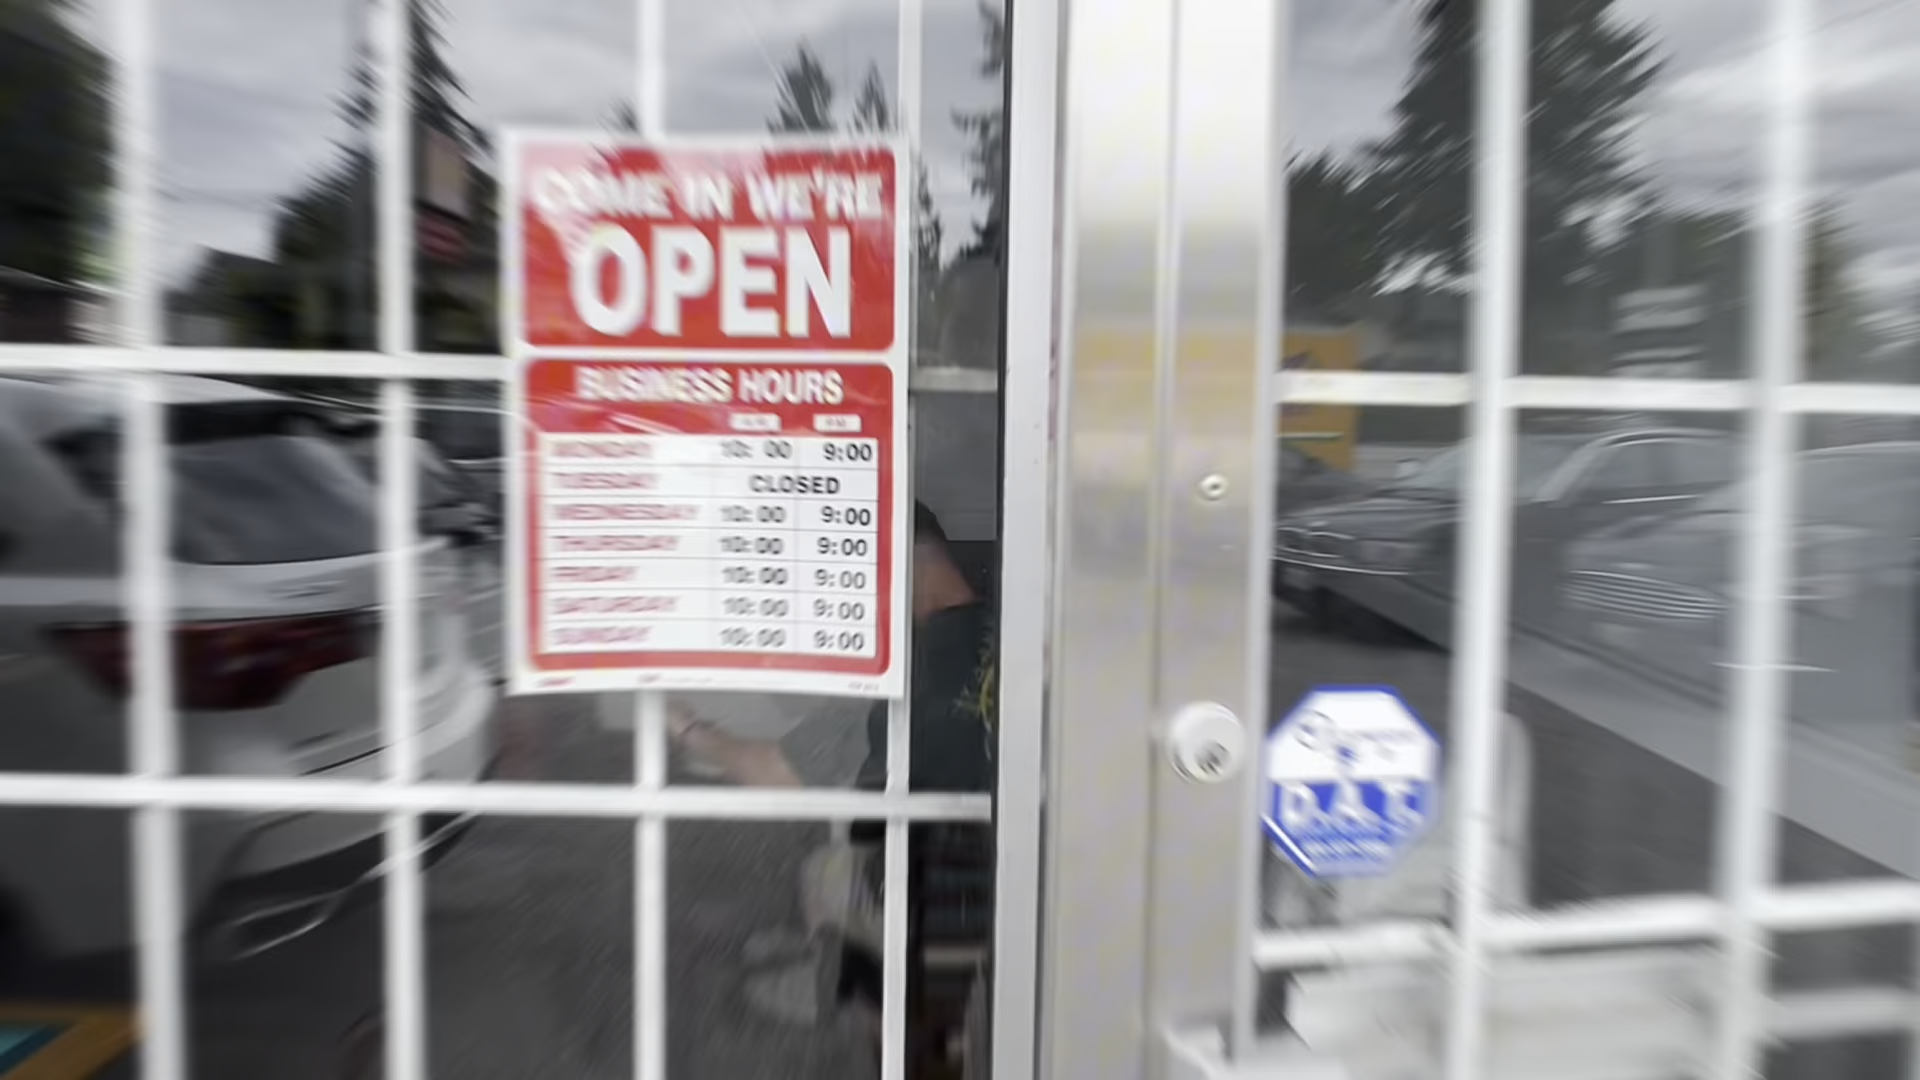 COME IN WE'RE
OPEN
BUSINESS HOURS
MONDAY 10:00 9:00
TUESDAY CLOSED
WEDNESDAY 10:00 9:00
THURSDAY 10:00 9:00
FRIDAY 10:00 9:00
SATURDAY 10:00 9:00
SUNDAY 10:00 9:00
D.A.T.